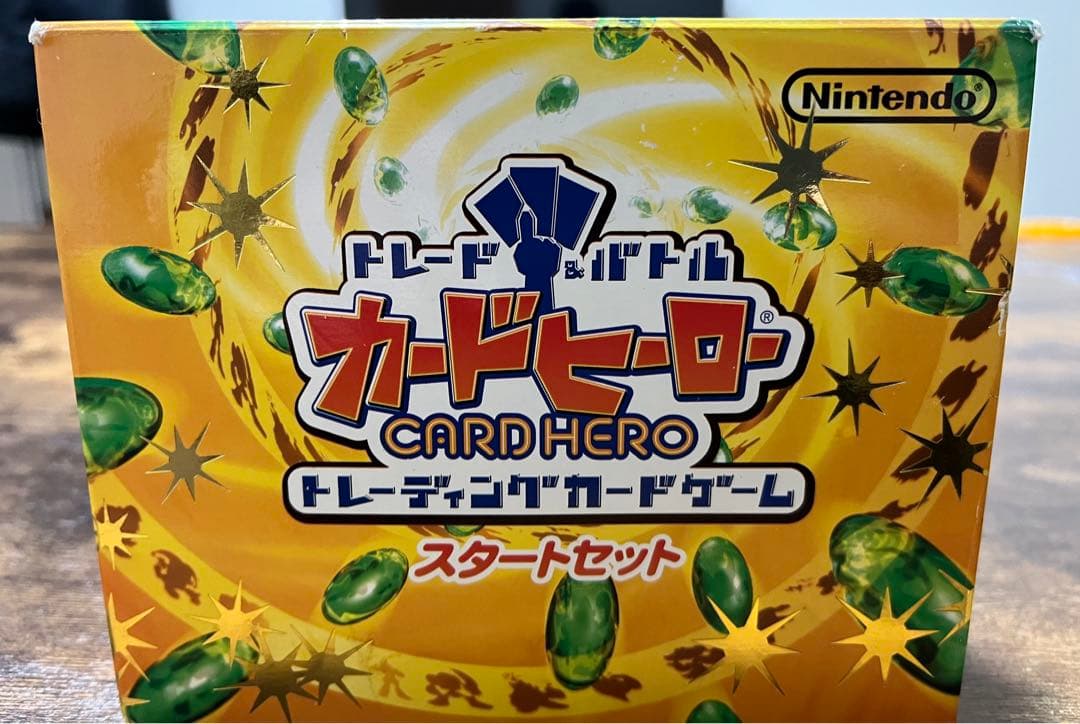 Nintendo®
トレード&バトル
カードヒーロー®
CARD HERO
トレーディングカードゲーム
スタートセット